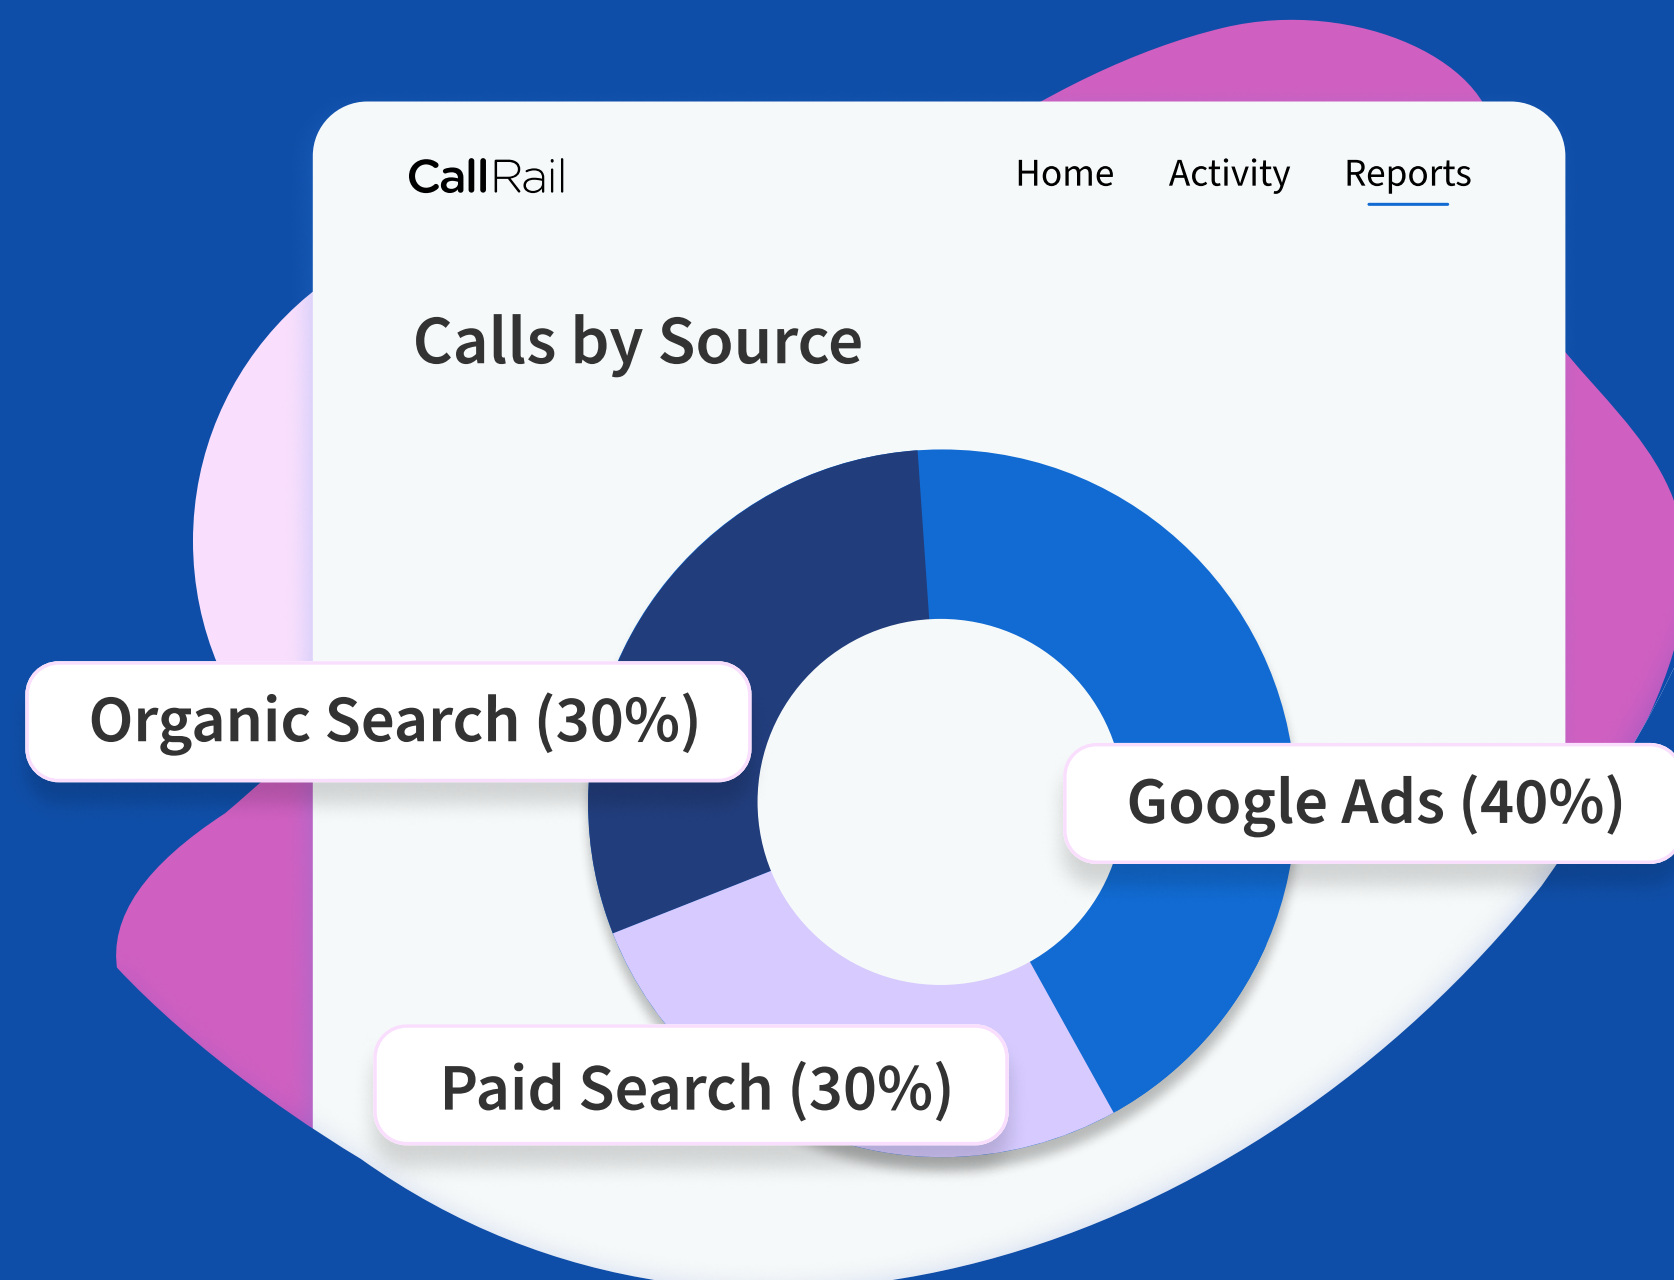 CallRail
Home Activity Reports
Calls by Source
Organic Search (30%)
Google Ads (40%)
Paid Search (30%)